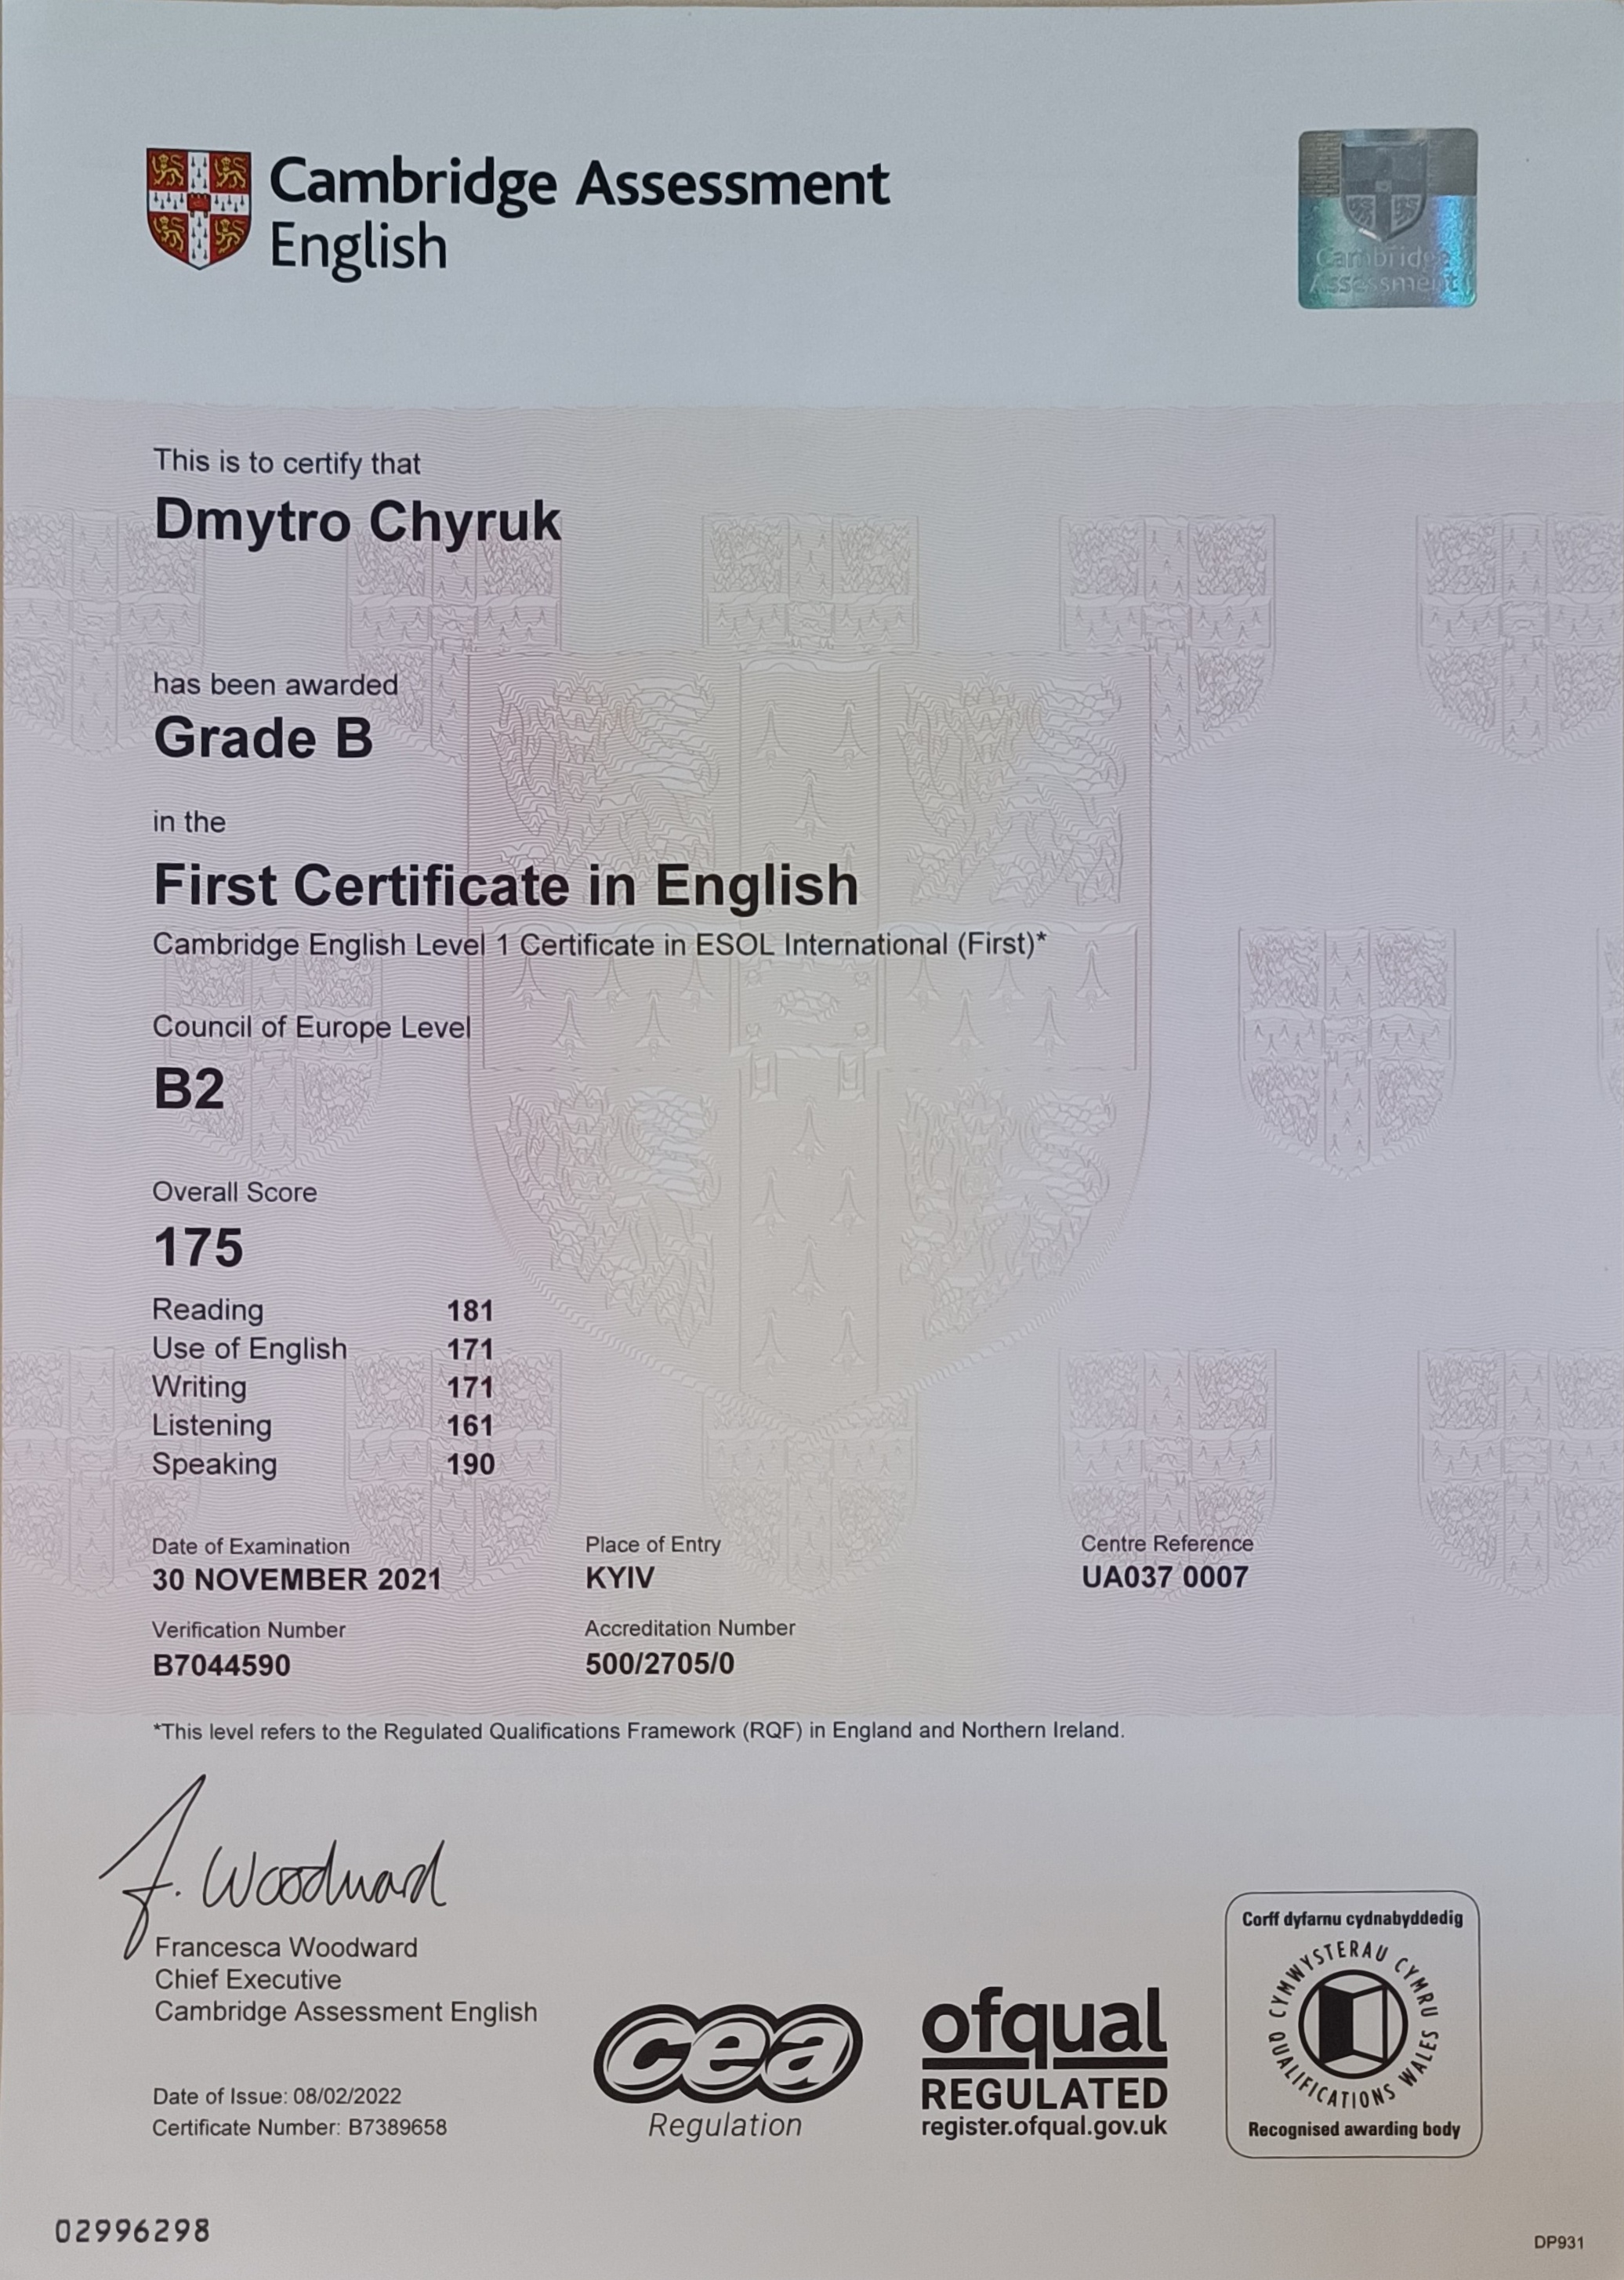 Cambridge Assessment
English
Cambridge
Assessment
This is to certify that
Dmytro Chyruk
has been awarded
Grade B
in the
First Certificate in English
Cambridge English Level 1 Certificate in ESOL International (First)*
Council of Europe Level
B2
Overall Score
175
Reading 181
Use of English 171
Writing 171
Listening 161
Speaking 190
Date of Examination Place of Entry Centre Reference
30 NOVEMBER 2021 KYIV UA037 0007
Verification Number Accreditation Number
B7044590 500/2705/0
*This level refers to the Regulated Qualifications Framework (RQF) in England and Northern Ireland.
F. Woodward
Francesca Woodward
Chief Executive
Cambridge Assessment English
Date of Issue: 08/02/2022
Certificate Number: B7389658
cea
Regulation
ofqual
REGULATED
register.ofqual.gov.uk
Corff dyfarnu cydnabyddedig
CYMWYSTERAU CYMRU
QUALIFICATIONS WALES
Recognised awarding body
02996298
DP931